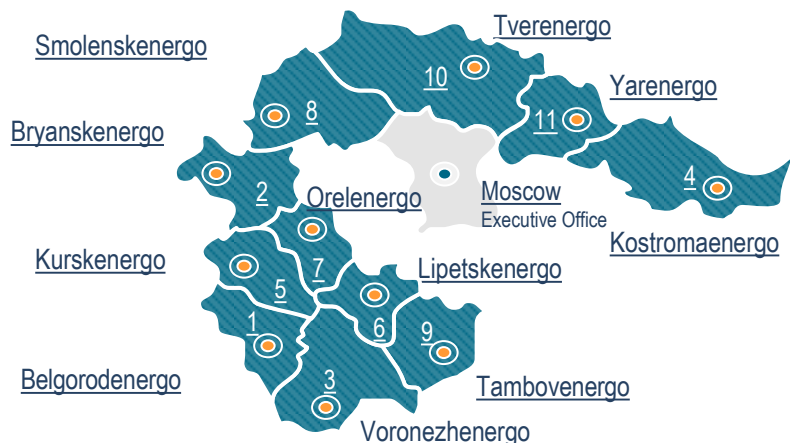 Tverenergo
Smolenskenergo
10
Yarenergo
8
11
Bryanskenergo
4
2
Orelenergo
Moscow
Executive Office
Kostromaenergo
Kurskenergo
7
Lipetskenergo
5
1
6
9
Belgorodenergo
3
Tambovenergo
Voronezhenergo